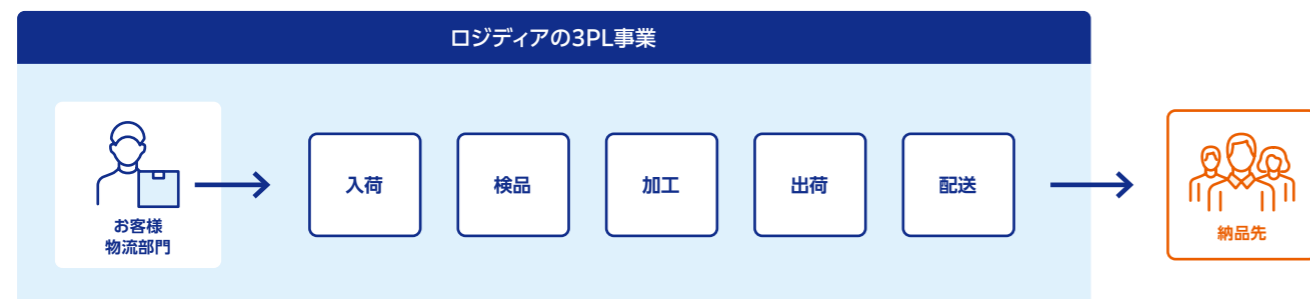 ロジディアの3PL事業
お客様
物流部門
入荷
検品
加工
出荷
配送
納品先